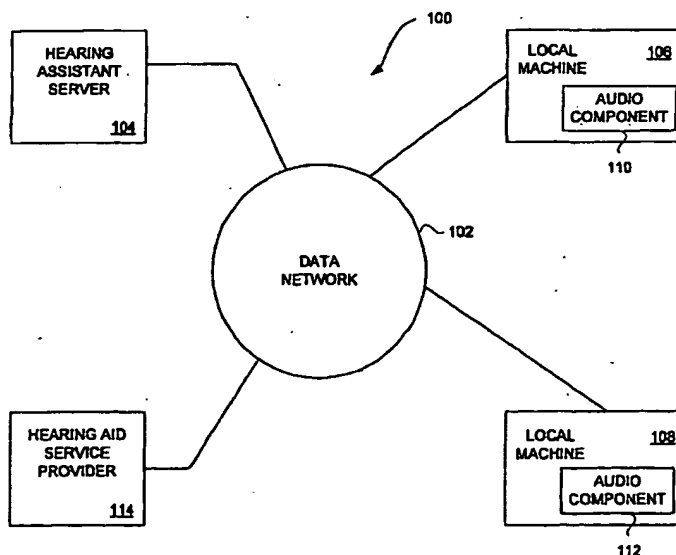 100
HEARING
ASSISTANT
SERVER
104
LOCAL
MACHINE
106
AUDIO
COMPONENT
110
102
DATA
NETWORK
HEARING AID
SERVICE
PROVIDER
114
LOCAL
MACHINE
108
AUDIO
COMPONENT
112